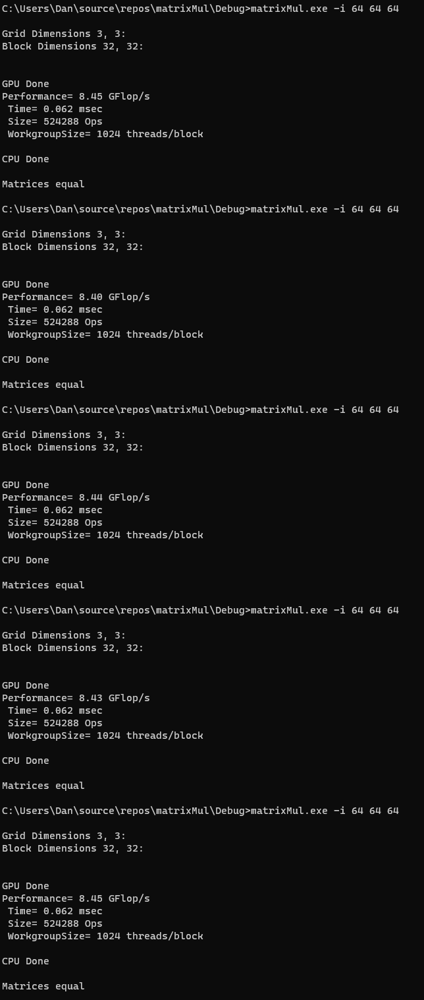 C:\Users\Dan\source\repos\matrixMul\Debug>matrixMul.exe -i 64 64 64
Grid Dimensions 3, 3:
Block Dimensions 32, 32:
GPU Done
Performance= 8.45 GFlop/s
Time= 0.062 msec
Size= 524288 Ops
WorkgroupSize= 1024 threads/block
CPU Done
Matrices equal
C:\Users\Dan\source\repos\matrixMul\Debug>matrixMul.exe -i 64 64 64
Grid Dimensions 3, 3:
Block Dimensions 32, 32:
GPU Done
Performance= 8.40 GFlop/s
Time= 0.062 msec
Size= 524288 Ops
WorkgroupSize= 1024 threads/block
CPU Done
Matrices equal
C:\Users\Dan\source\repos\matrixMul\Debug>matrixMul.exe -i 64 64 64
Grid Dimensions 3, 3:
Block Dimensions 32, 32:
GPU Done
Performance= 8.44 GFlop/s
Time= 0.062 msec
Size= 524288 Ops
WorkgroupSize= 1024 threads/block
CPU Done
Matrices equal
C:\Users\Dan\source\repos\matrixMul\Debug>matrixMul.exe -i 64 64 64
Grid Dimensions 3, 3:
Block Dimensions 32, 32:
GPU Done
Performance= 8.43 GFlop/s
Time= 0.062 msec
Size= 524288 Ops
WorkgroupSize= 1024 threads/block
CPU Done
Matrices equal
C:\Users\Dan\source\repos\matrixMul\Debug>matrixMul.exe -i 64 64 64
Grid Dimensions 3, 3:
Block Dimensions 32, 32:
GPU Done
Performance= 8.45 GFlop/s
Time= 0.062 msec
Size= 524288 Ops
WorkgroupSize= 1024 threads/block
CPU Done
Matrices equal